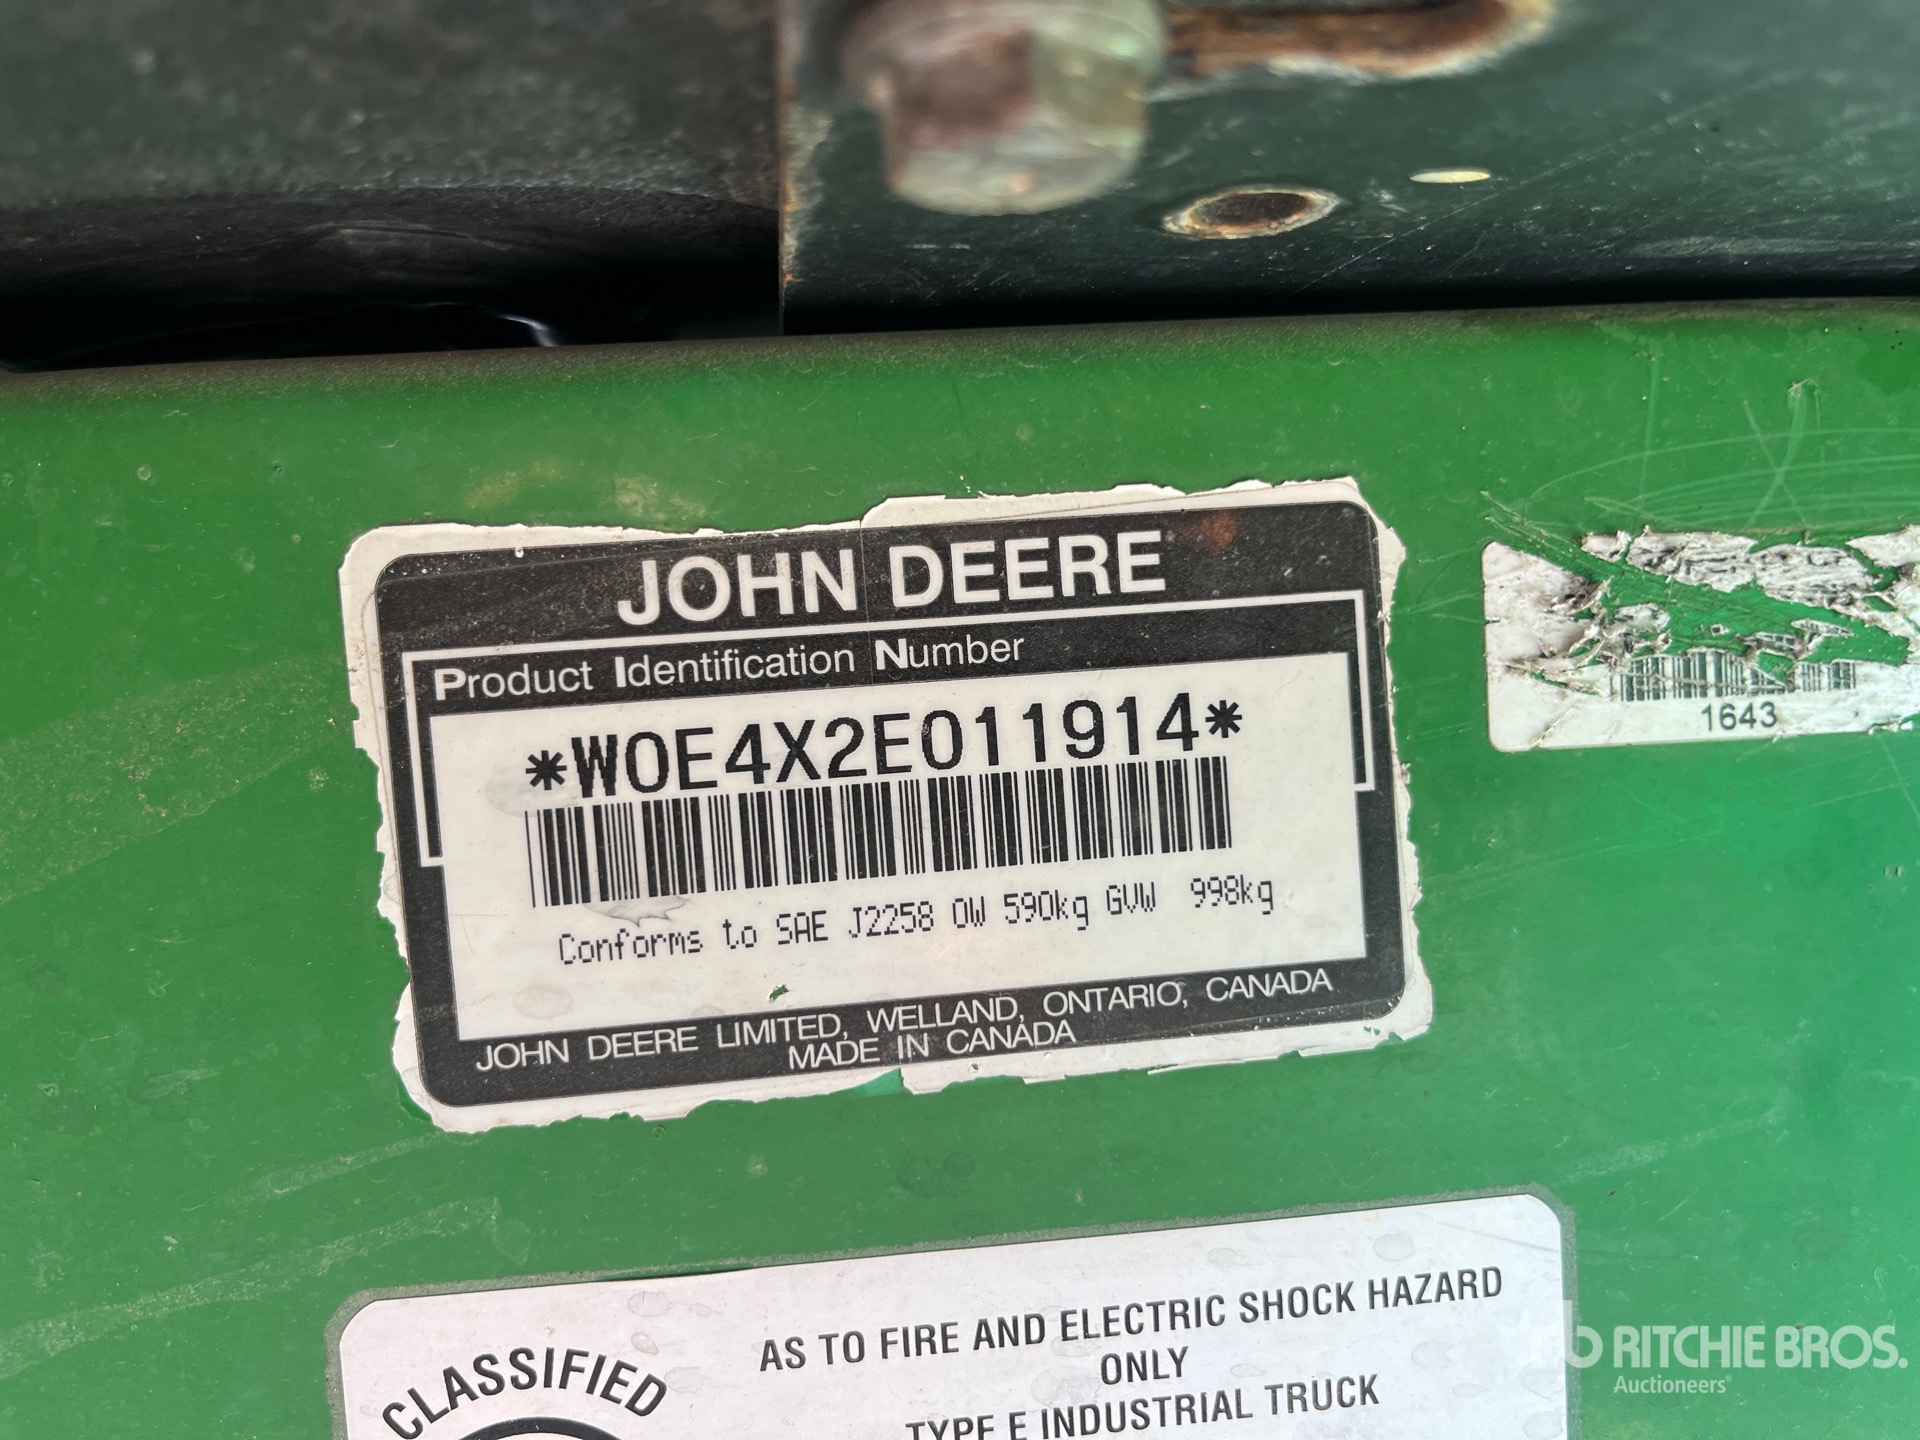 JOHN DEERE
Product Identification Number
*W0E4X2E011914*
Conforms to SAE J2258 OW 590kg GVW 998kg
JOHN DEERE LIMITED, WELLAND, ONTARIO, CANADA
MADE IN CANADA
1643
CLASSIFIED
AS TO FIRE AND ELECTRIC SHOCK HAZARD
ONLY
TYPE E INDUSTRIAL TRUCK
RITCHIE BROS.
Auctioneers